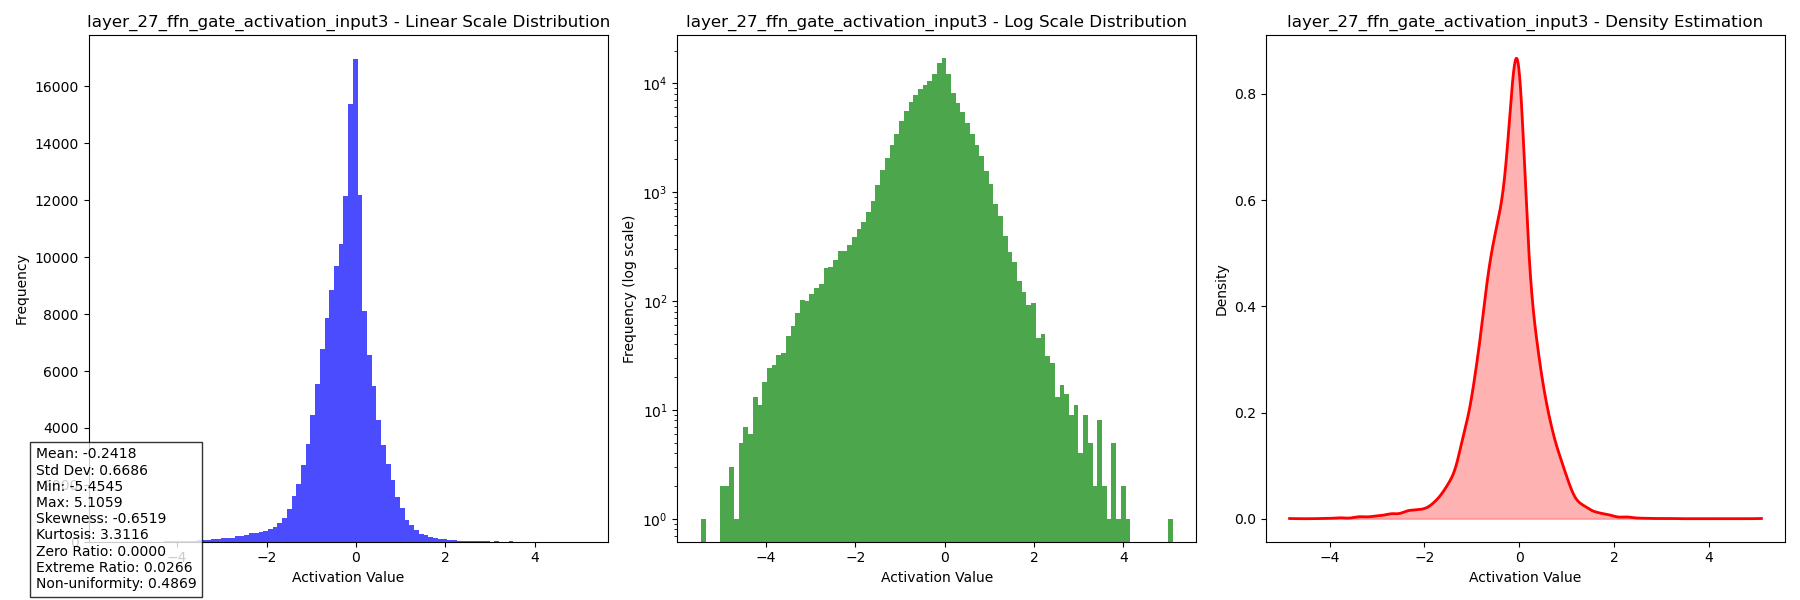 layer_27_ffn_gate_activation_input3 - Linear Scale Distribution
16000
14000
12000
10000
8000
6000
4000
Frequency
−4
−2
0
2
4
Activation Value
Mean: -0.2418
Std Dev: 0.6686
Min: -5.4545
Max: 5.1059
Skewness: -0.6519
Kurtosis: 3.3116
Zero Ratio: 0.0000
Extreme Ratio: 0.0266
Non-uniformity: 0.4869
layer_27_ffn_gate_activation_input3 - Log Scale Distribution
10⁴
10³
10²
10¹
10⁰
Frequency (log scale)
−4
−2
0
2
4
Activation Value
layer_27_ffn_gate_activation_input3 - Density Estimation
0.8
0.6
0.4
0.2
0.0
Density
−4
−2
0
2
4
Activation Value